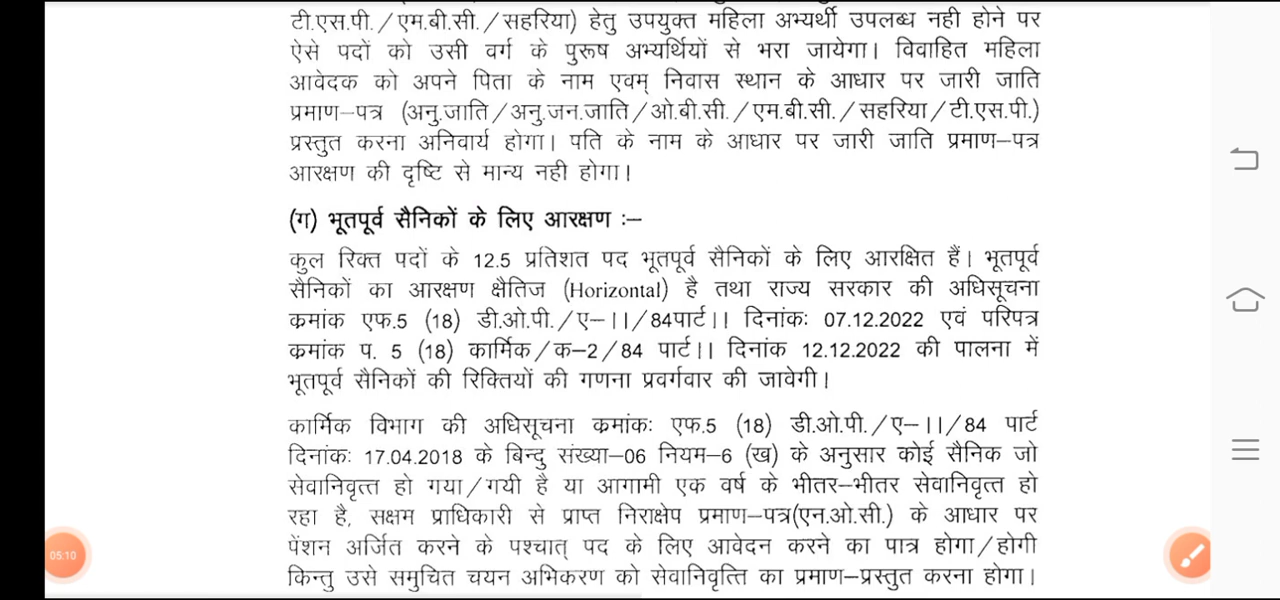 टी.एस.पी./एम.बी.सी./सहरिया) हेतु उपयुक्त महिला अभ्यर्थी उपलब्ध नही होने पर
ऐसे पदों को उसी वर्ग के पुरूष अभ्यर्थियों से भरा जायेगा। विवाहित महिला
आवेदक को अपने पिता के नाम एवम् निवास स्थान के आधार पर जारी जाति
प्रमाण–पत्र (अनु.जाति/अनु.जन.जाति/ओ.बी.सी./एम.बी.सी./सहरिया/टी.एस.पी.)
प्रस्तुत करना अनिवार्य होगा। पति के नाम के आधार पर जारी जाति प्रमाण–पत्र
आरक्षण की दृष्टि से मान्य नही होगा।
(ग) भूतपूर्व सैनिकों के लिए आरक्षण :–
कुल रिक्त पदों के 12.5 प्रतिशत पद भूतपूर्व सैनिकों के लिए आरक्षित हैं। भूतपूर्व
सैनिकों का आरक्षण क्षैतिज (Horizontal) है तथा राज्य सरकार की अधिसूचना
क्रमांक एफ.5 (18) डी.ओ.पी./ए–।।/84पार्ट।। दिनांकः 07.12.2022 एवं परिपत्र
क्रमांक प. 5 (18) कार्मिक/क–2/84 पार्ट।। दिनांक 12.12.2022 की पालना में
भूतपूर्व सैनिकों की रिक्तियों की गणना प्रवर्गवार की जावेगी।
कार्मिक विभाग की अधिसूचना क्रमांकः एफ.5 (18) डी.ओ.पी./ए–।।/84 पार्ट
दिनांकः 17.04.2018 के बिन्दु संख्या–06 नियम–6 (ख) के अनुसार कोई सैनिक जो
सेवानिवृत्त हो गया/गयी है या आगामी एक वर्ष के भीतर–भीतर सेवानिवृत्त हो
रहा है, सक्षम प्राधिकारी से प्राप्त निराक्षेप प्रमाण–पत्र(एन.ओ.सी.) के आधार पर
पेंशन अर्जित करने के पश्चात् पद के लिए आवेदन करने का पात्र होगा/होगी
किन्तु उसे समुचित चयन अभिकरण को सेवानिवृत्ति का प्रमाण–प्रस्तुत करना होगा।
05:10